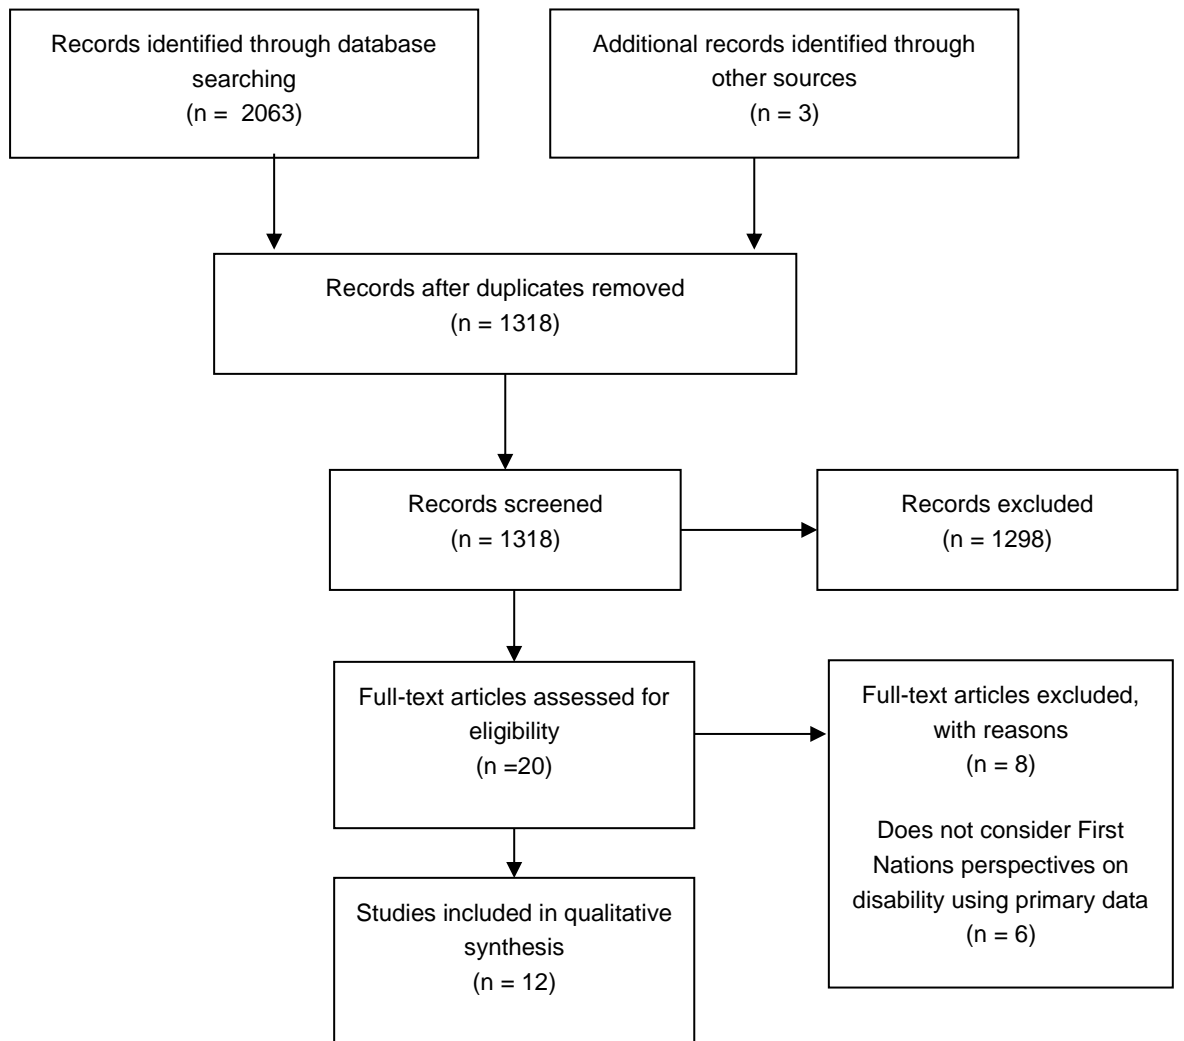 Records identified through database
searching
(n = 2063)
Additional records identified through
other sources
(n = 3)
Records after duplicates removed
(n = 1318)
Records screened
(n = 1318)
Records excluded
(n = 1298)
Full-text articles assessed for
eligibility
(n =20)
Full-text articles excluded,
with reasons
(n = 8)
Does not consider First
Nations perspectives on
disability using primary data
(n = 6)
Studies included in qualitative
synthesis
(n = 12)